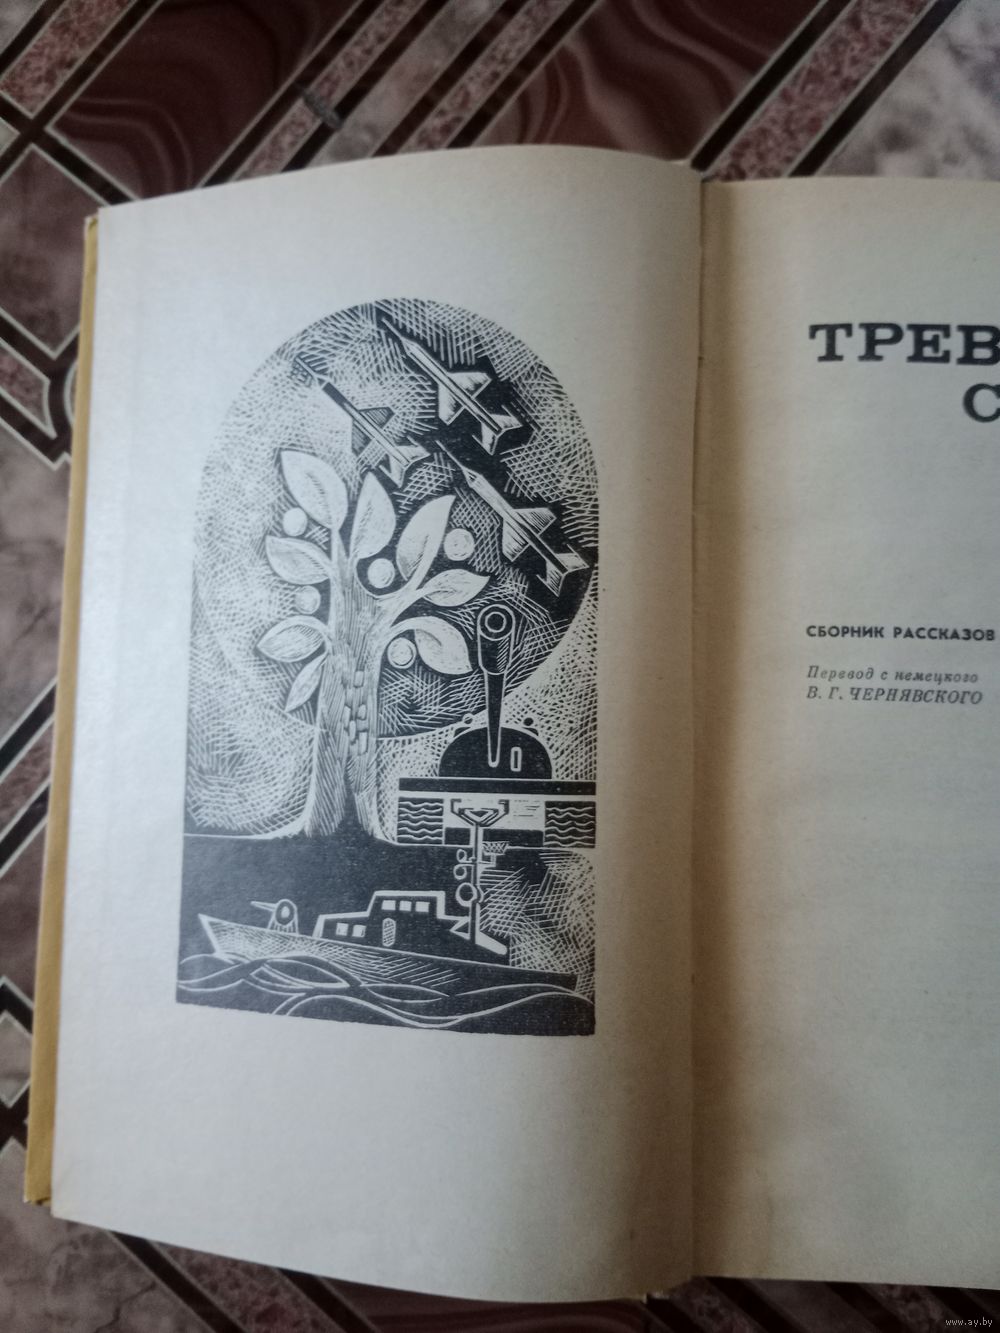 ТРЕВ
С
СБОРНИК РАССКАЗОВ
Перевод с немецкого
В. Г. ЧЕРНЯВСКОГО
www.ay.by